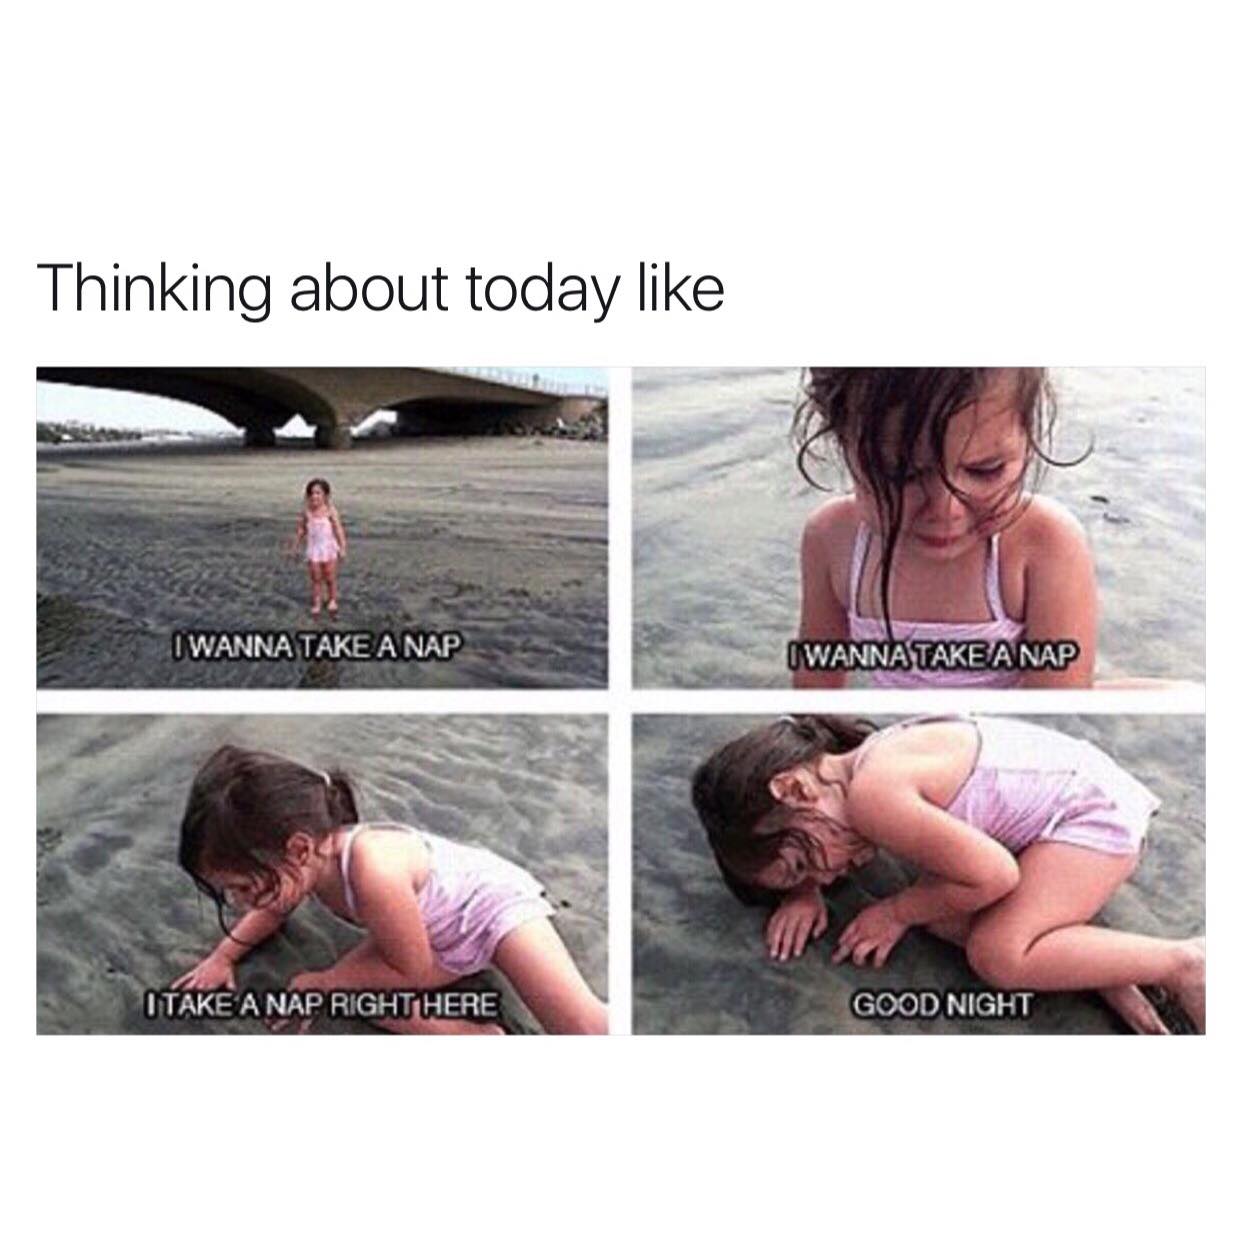 Thinking about today like
I WANNA TAKE A NAP
I WANNA TAKE A NAP
I TAKE A NAP RIGHT HERE
GOOD NIGHT